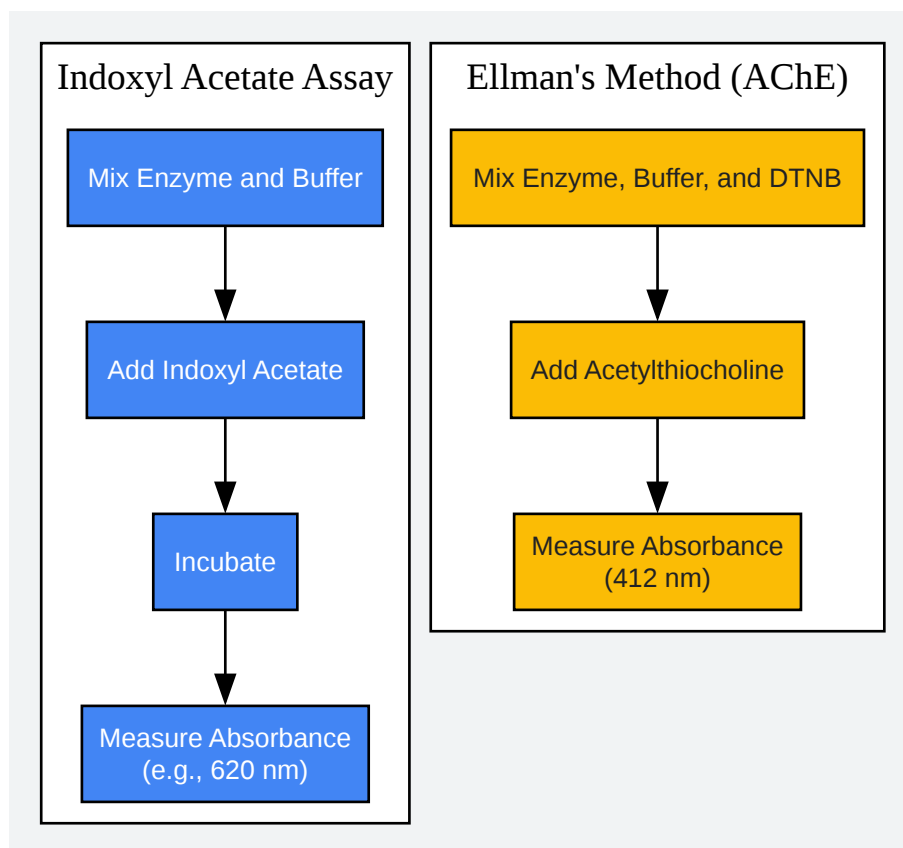 Indoxyl Acetate Assay
Mix Enzyme and Buffer
Add Indoxyl Acetate
Incubate
Measure Absorbance
(e.g., 620 nm)
Ellman's Method (AChE)
Mix Enzyme, Buffer, and DTNB
Add Acetylthiocholine
Measure Absorbance
(412 nm)